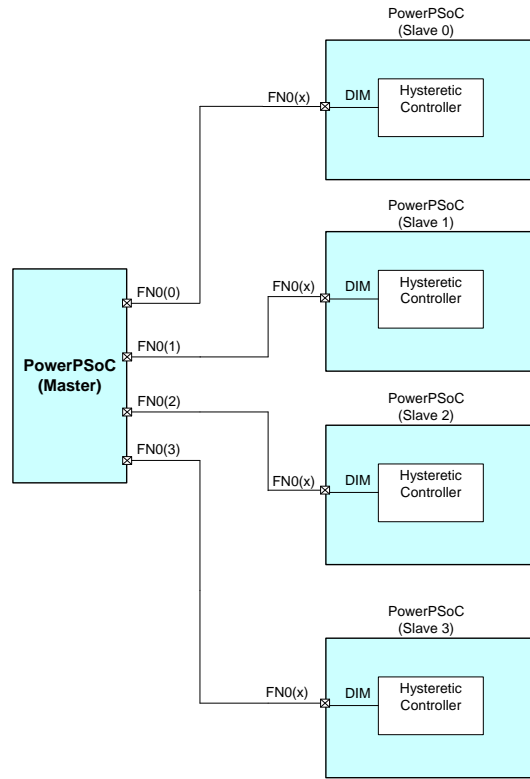 PowerPSoC
(Slave 0)
FN0(x)
DIM
Hysteretic
Controller
PowerPSoC
(Slave 1)
FN0(x)
DIM
Hysteretic
Controller
FN0(0)
FN0(1)
PowerPSoC
(Master)
FN0(2)
FN0(3)
PowerPSoC
(Slave 2)
FN0(x)
DIM
Hysteretic
Controller
PowerPSoC
(Slave 3)
FN0(x)
DIM
Hysteretic
Controller